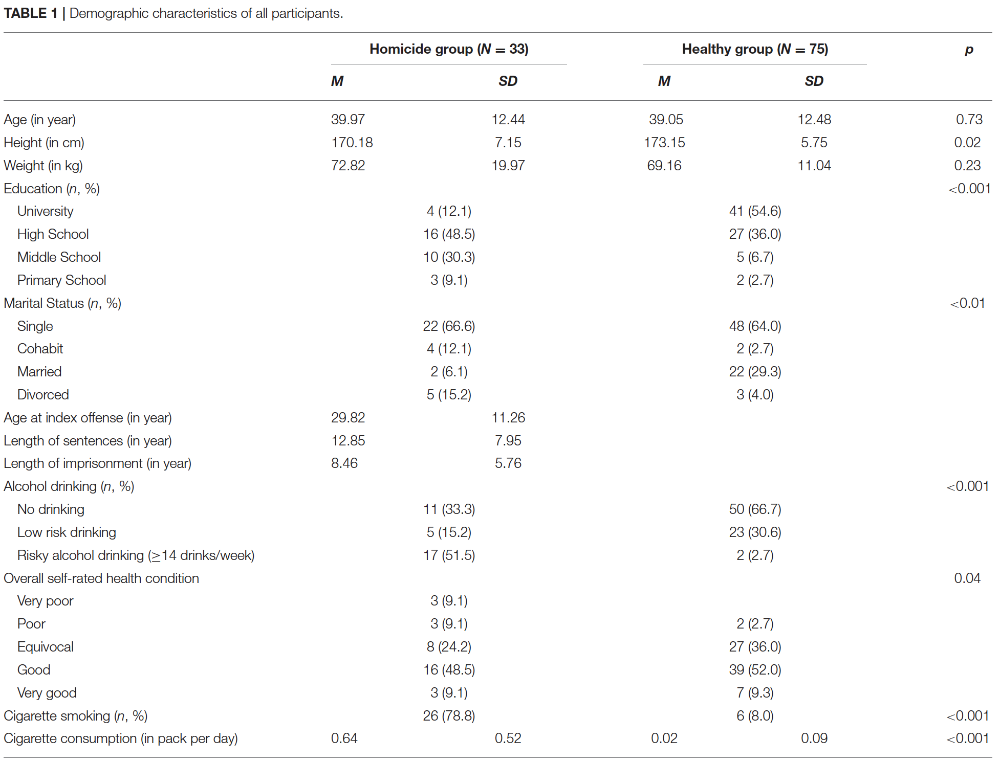 TABLE 1 | Demographic characteristics of all participants.
Homicide group (N = 33) Healthy group (N = 75) p
M SD M SD
Age (in year) 39.97 12.44 39.05 12.48 0.73
Height (in cm) 170.18 7.15 173.15 5.75 0.02
Weight (in kg) 72.82 19.97 69.16 11.04 0.23
Education (n, %) <0.001
University 4 (12.1) 41 (54.6)
High School 16 (48.5) 27 (36.0)
Middle School 10 (30.3) 5 (6.7)
Primary School 3 (9.1) 2 (2.7)
Marital Status (n, %) <0.01
Single 22 (66.6) 48 (64.0)
Cohabit 4 (12.1) 2 (2.7)
Married 2 (6.1) 22 (29.3)
Divorced 5 (15.2) 3 (4.0)
Age at index offense (in year) 29.82 11.26
Length of sentences (in year) 12.85 7.95
Length of imprisonment (in year) 8.46 5.76
Alcohol drinking (n, %) <0.001
No drinking 11 (33.3) 50 (66.7)
Low risk drinking 5 (15.2) 23 (30.6)
Risky alcohol drinking (≥14 drinks/week) 17 (51.5) 2 (2.7)
Overall self-rated health condition 0.04
Very poor 3 (9.1)
Poor 3 (9.1) 2 (2.7)
Equivocal 8 (24.2) 27 (36.0)
Good 16 (48.5) 39 (52.0)
Very good 3 (9.1) 7 (9.3)
Cigarette smoking (n, %) 26 (78.8) 6 (8.0) <0.001
Cigarette consumption (in pack per day) 0.64 0.52 0.02 0.09 <0.001